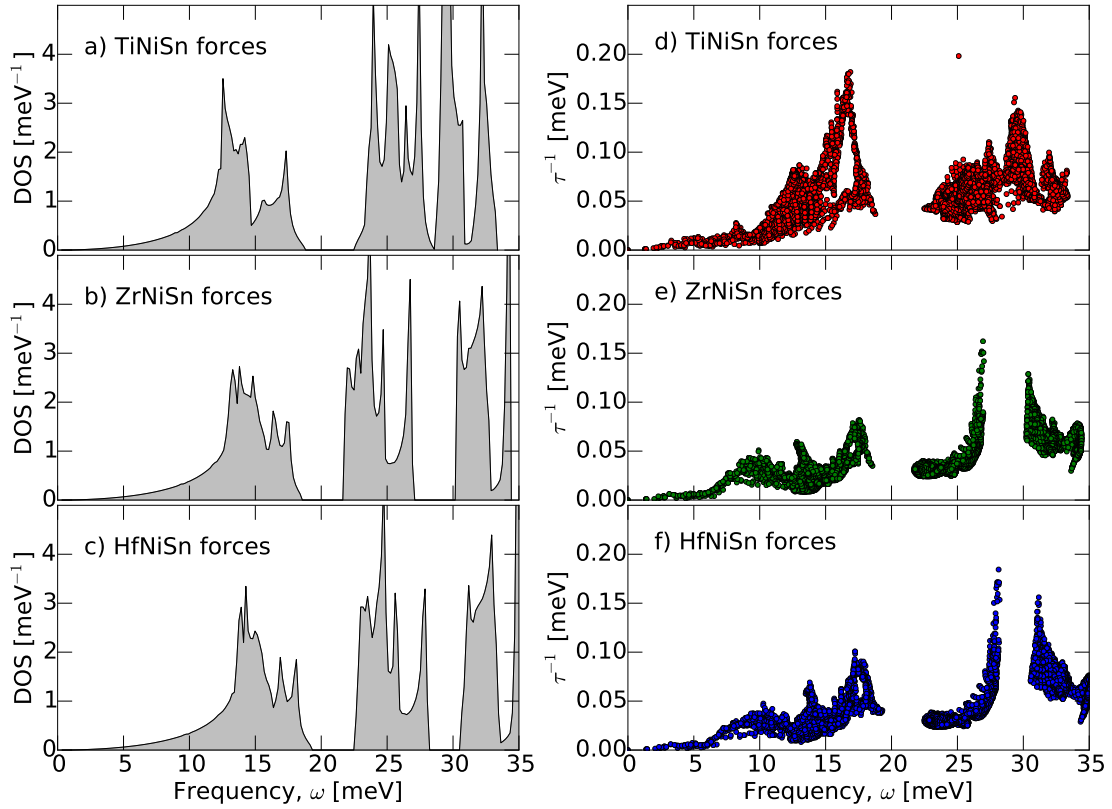 a) TiNiSn forces
DOS [meV⁻¹]
4
3
2
1
0
b) ZrNiSn forces
DOS [meV⁻¹]
4
3
2
1
0
c) HfNiSn forces
DOS [meV⁻¹]
4
3
2
1
0
0 5 10 15 20 25 30 35
Frequency, ω [meV]
d) TiNiSn forces
τ⁻¹ [meV]
0.20
0.15
0.10
0.05
0.00
e) ZrNiSn forces
τ⁻¹ [meV]
0.20
0.15
0.10
0.05
0.00
f) HfNiSn forces
τ⁻¹ [meV]
0.20
0.15
0.10
0.05
0.00
0 5 10 15 20 25 30 35
Frequency, ω [meV]